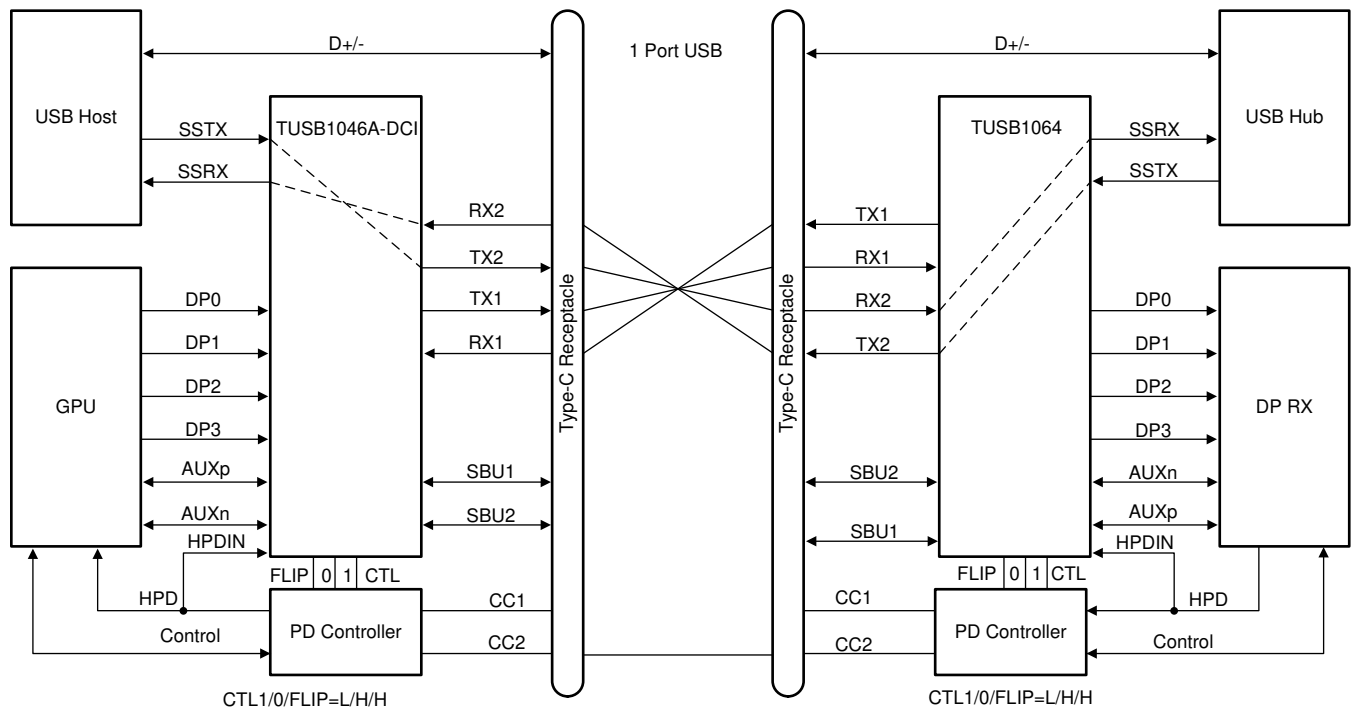 D+/-
1 Port USB
D+/-
USB Host
TUSB1046A-DCI
SSTX
SSRX
RX2
TX2
TX1
RX1
GPU
DP0
DP1
DP2
DP3
AUXp
AUXn
HPDIN
SBU1
SBU2
FLIP 0 1 CTL
HPD
Control
PD Controller
CC1
CC2
CTL1/0/FLIP=L/H/H
Type-C Receptacle
Type-C Receptacle
TUSB1064
USB Hub
SSRX
SSTX
TX1
RX1
RX2
TX2
DP0
DP1
DP2
DP3
DP RX
SBU2
SBU1
AUXn
AUXp
HPDIN
FLIP 0 1 CTL
HPD
CC1
CC2
PD Controller
Control
CTL1/0/FLIP=L/H/H